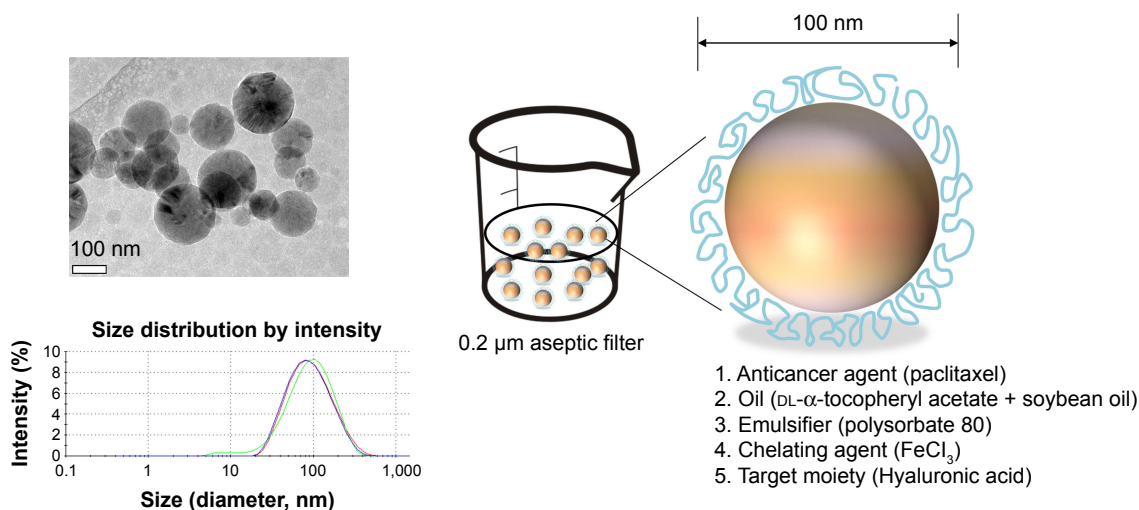 100 nm
100 nm
0.2 µm aseptic filter
Size distribution by intensity
Intensity (%)
10
8
6
4
2
0
0.1 1 10 100 1,000
Size (diameter, nm)
1. Anticancer agent (paclitaxel)
2. Oil (DL-α-tocopheryl acetate + soybean oil)
3. Emulsifier (polysorbate 80)
4. Chelating agent (FeCl₃)
5. Target moiety (Hyaluronic acid)